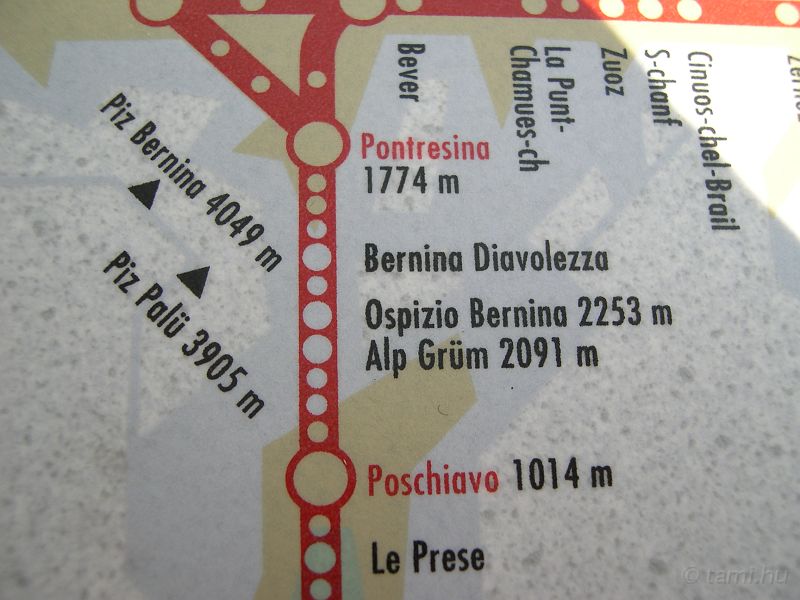 Bever
La Punt-
Chamues-ch
Zuoz
S-chanf
Cinuos-chel-Brail
Piz Bernina 4049 m
Piz Palü 3905 m
Pontresina
1774 m
Bernina Diavolezza
Ospizio Bernina 2253 m
Alp Grüm 2091 m
Poschiavo 1014 m
Le Prese
© tami.hu